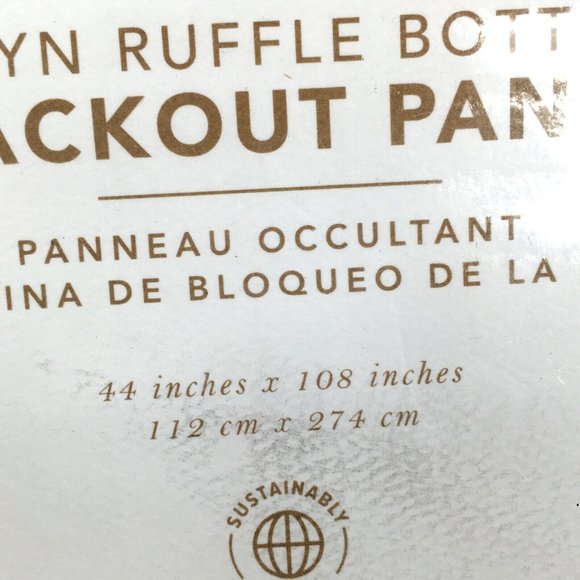 YN RUFFLE BOTT
ACKOUT PAN
PANNEAU OCCULTANT
INA DE BLOQUEO DE LA
44 inches x 108 inches
112 cm x 274 cm
SUSTAINABLY